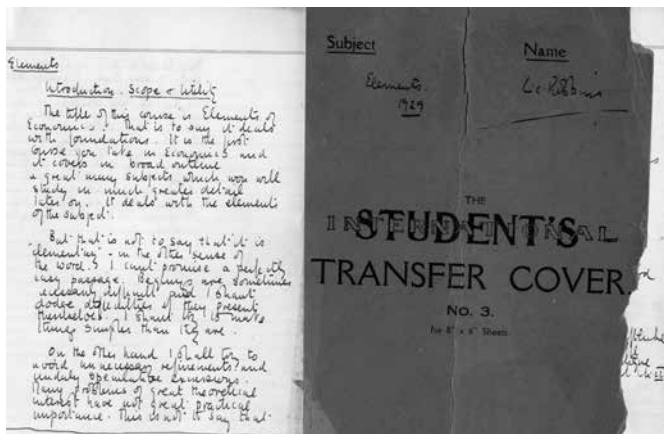 Elements
Introduction. Scope & Utility
The title of this course is Elements of
Economics. That is to say it deals
with foundations. It is the first
course you take in Economics and
it covers in broad outline
a great many subjects which you will
study in much greater detail
later on. It deals with the elements
of the subject.
But that is not to say that it is
elementary - in the other sense of
the word. I can't promise a perfectly
easy passage. Beginnings are sometimes
difficult and I shan't
dodge difficulties if they present
themselves. I shan't try to make
things simpler than they are.
On the other hand I shall try to
avoid unnecessary refinements and
unduly speculative excursions.
Many problems of great theoretical
interest have not great practical
importance. This is not to say that
Subject
Name
Elements.
1929
L. C. Robbins
THE
INTERNATIONAL
STUDENT'S
TRANSFER COVER.
No. 3.
for 8" x 6" Sheets